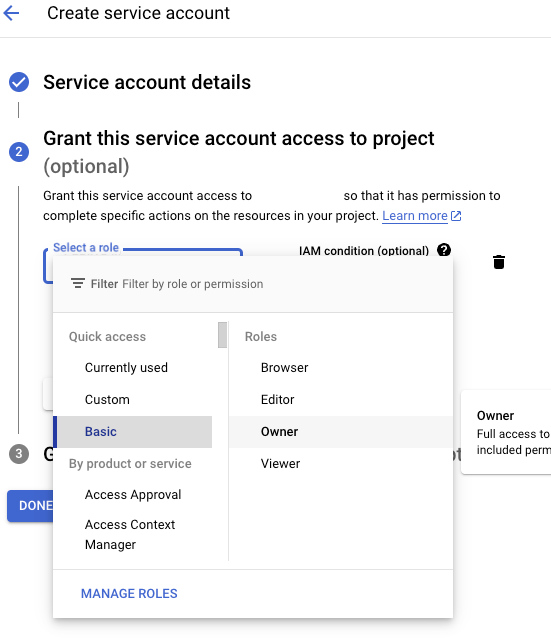 Create service account
Service account details
2
Grant this service account access to project
(optional)
Grant this service account access to so that it has permission to
complete specific actions on the resources in your project. Learn more
Select a role
IAM condition (optional)
Filter Filter by role or permission
Quick access
Currently used
Custom
Basic
By product or service
Access Approval
Access Context
Manager
Roles
Browser
Editor
Owner
Viewer
MANAGE ROLES
Owner
Full access to
included perm
3
G
DONE